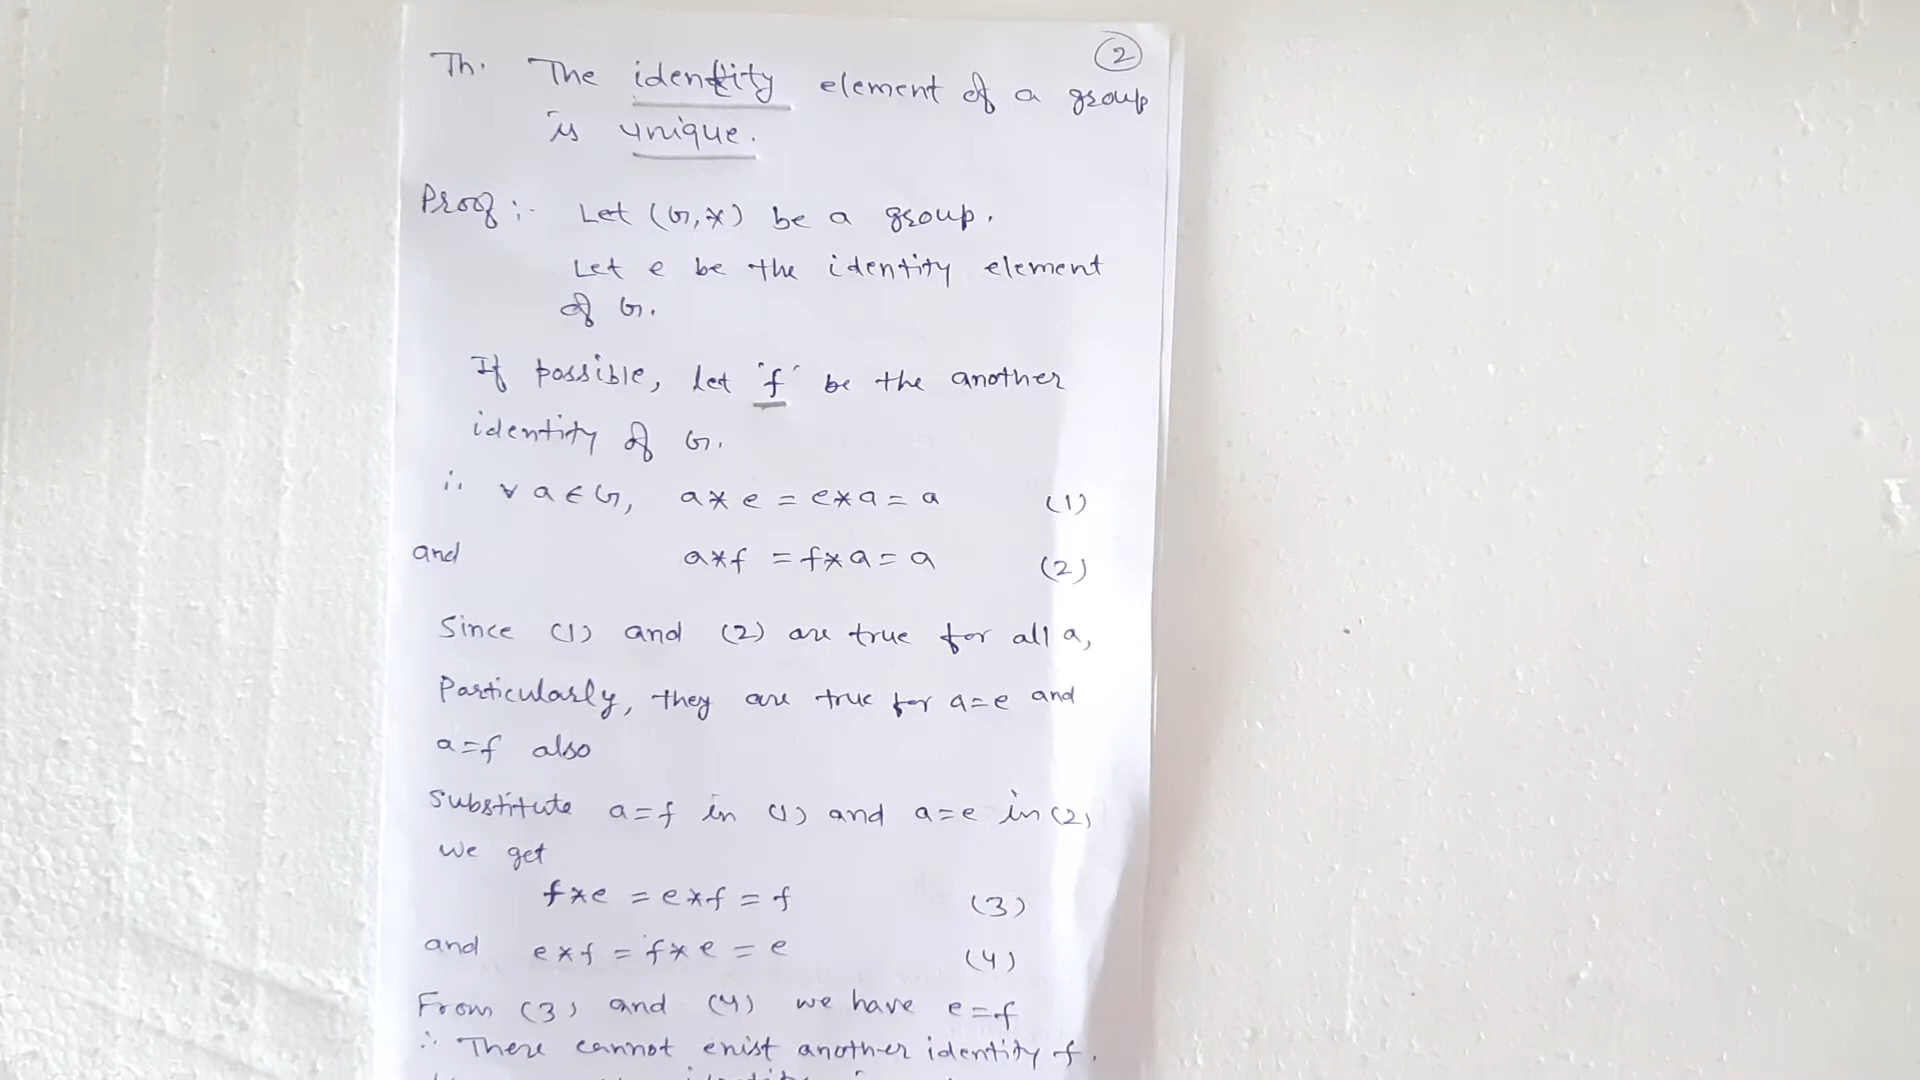 2
Th. The identity element of a group
is unique.
Proof :- Let (G,*) be a group.
Let e be the identity element
of G.
If possible, let 'f' be the another
identity of G.
∴ ∀ a∈G, a*e = e*a = a (1)
and a*f = f*a = a (2)
Since (1) and (2) are true for all a,
Particularly, they are true for a=e and
a=f also
Substitute a=f in (1) and a=e in (2)
we get
f*e = e*f = f (3)
and e*f = f*e = e (4)
From (3) and (4) we have e=f
∴ There cannot exist another identity f.